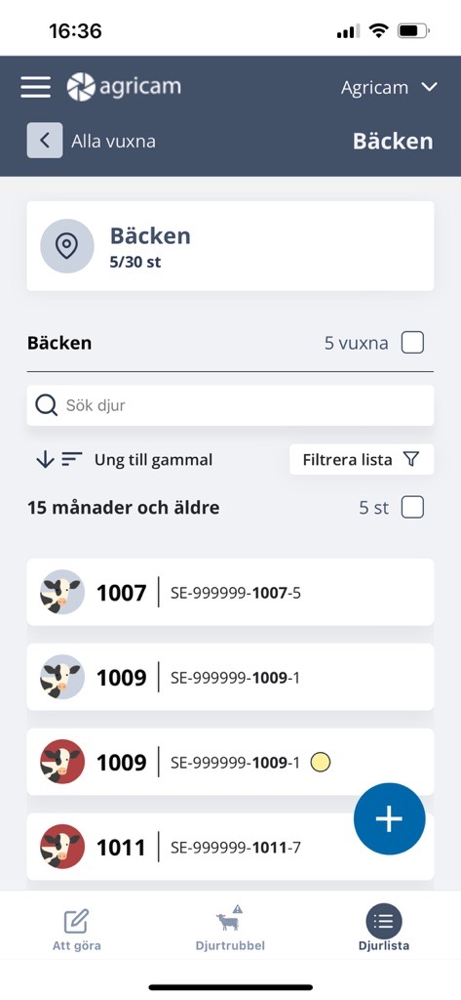 16:36
agricam
Agricam
Alla vuxna
Bäcken
Bäcken
5/30 st
Bäcken
5 vuxna
Sök djur
Ung till gammal
Filtrera lista
15 månader och äldre
5 st
1007 SE-999999-1007-5
1009 SE-999999-1009-1
1009 SE-999999-1009-1
1011 SE-999999-1011-7
Att göra
Djurtrubbel
Djurlista